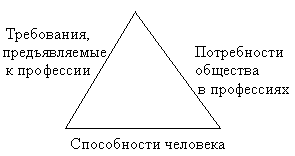 Требования,
предъявляемые
к профессии
Потребности
общества
в профессиях
Способности человека